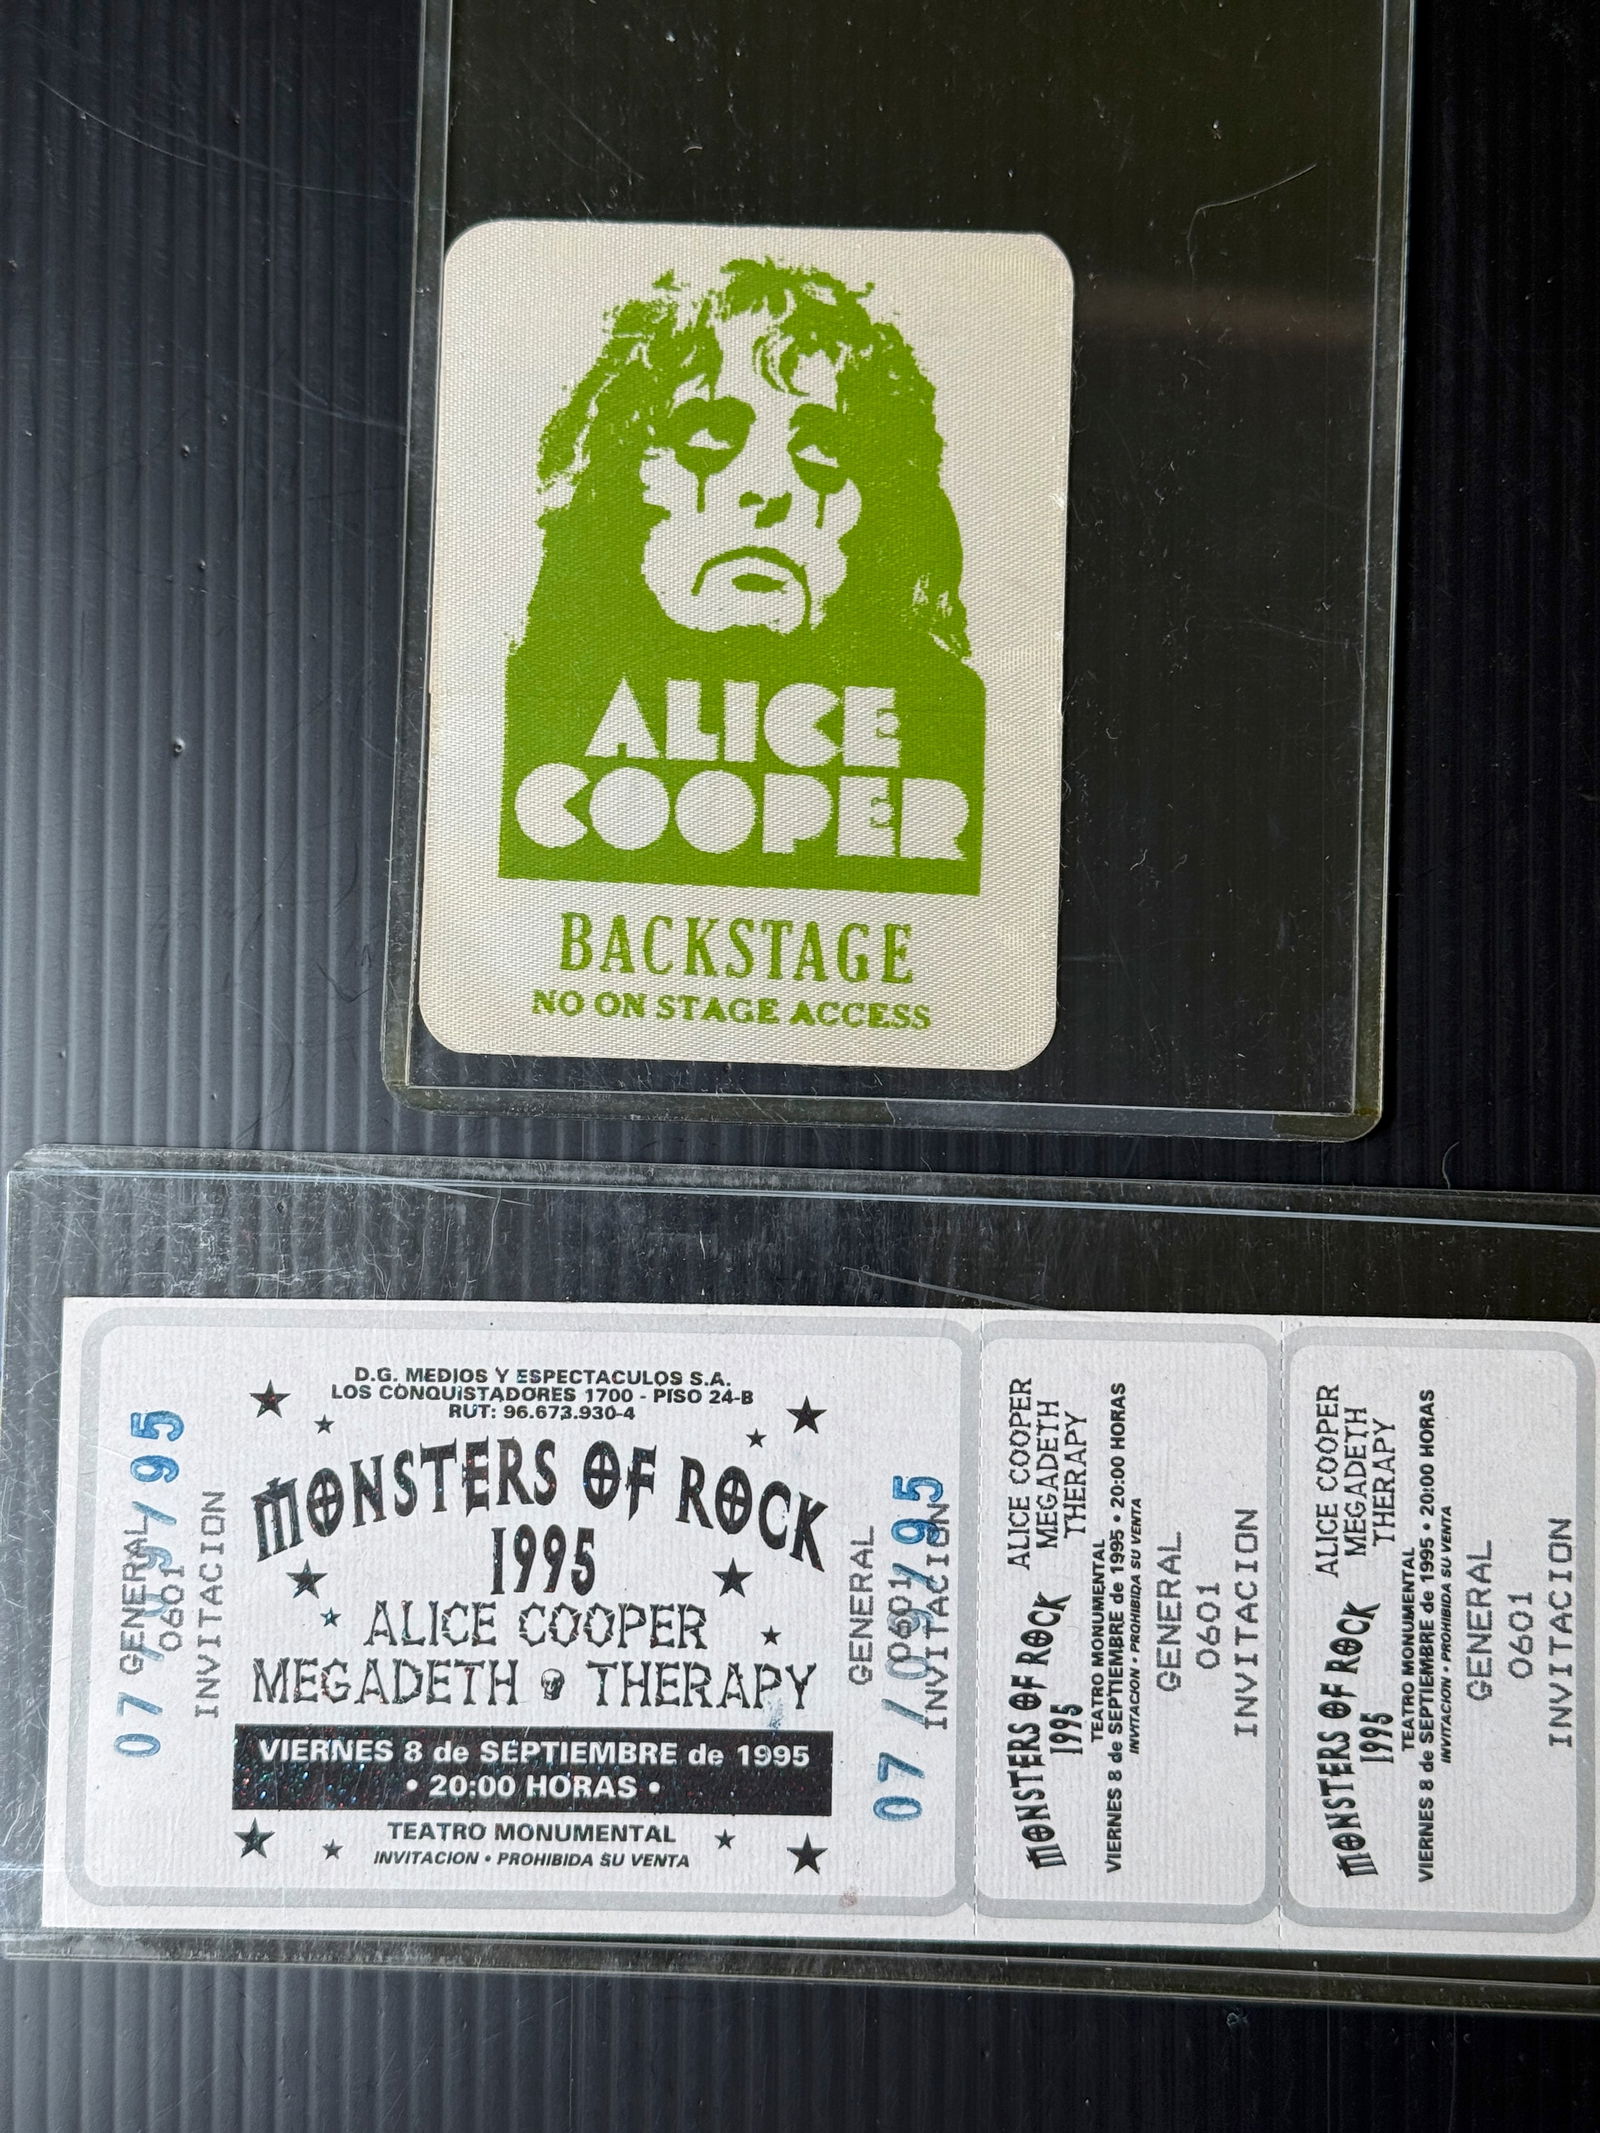 ALICE
COOPER
BACKSTAGE
NO ON STAGE ACCESS
D.G. MEDIOS Y ESPECTACULOS S.A.
LOS CONQUISTADORES 1700 - PISO 24-B
RUT: 96.673.930-4
MONSTERS OF ROCK
1995
ALICE COOPER
MEGADETH THERAPY
VIERNES 8 de SEPTIEMBRE de 1995
• 20:00 HORAS •
TEATRO MONUMENTAL
INVITACION • PROHIBIDA SU VENTA
07/09/95
GENERAL
0601
INVITACION
GENERAL
0601
INVITACION
07/09/95
MONSTERS OF ROCK
1995
ALICE COOPER
MEGADETH
THERAPY
TEATRO MONUMENTAL
VIERNES 8 de SEPTIEMBRE de 1995 • 20:00 HORAS
INVITACION • PROHIBIDA SU VENTA
GENERAL
0601
INVITACION
MONSTERS OF ROCK
1995
ALICE COOPER
MEGADETH
THERAPY
TEATRO MONUMENTAL
VIERNES 8 de SEPTIEMBRE de 1995 • 20:00 HORAS
INVITACION • PROHIBIDA SU VENTA
GENERAL
0601
INVITACION